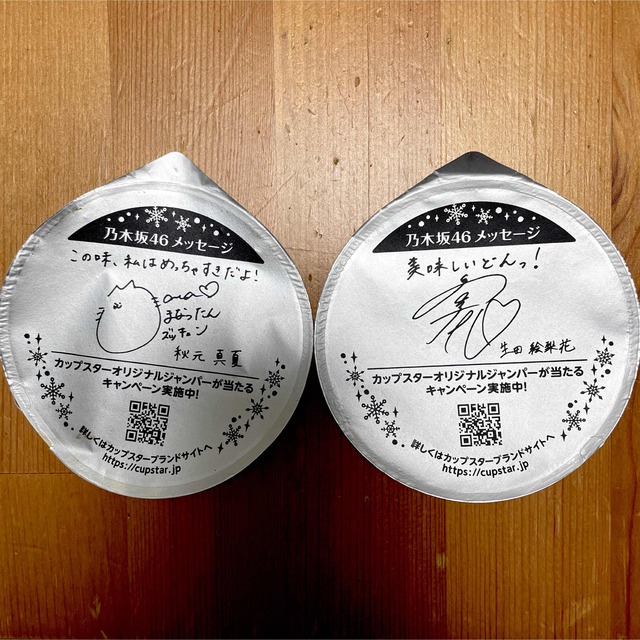 乃木坂46 メッセージ
この味、私はめっちゃすきだよ!
まなったん
ズッキュン
秋元 真夏
カップスターオリジナルジャンパーが当たる
キャンペーン実施中!
詳しくはカップスターブランドサイトへ
https://cupstar.jp
乃木坂46 メッセージ
美味しいどんっ!
生田 絵梨花
カップスターオリジナルジャンパーが当たる
キャンペーン実施中!
詳しくはカップスターブランドサイトへ
https://cupstar.jp